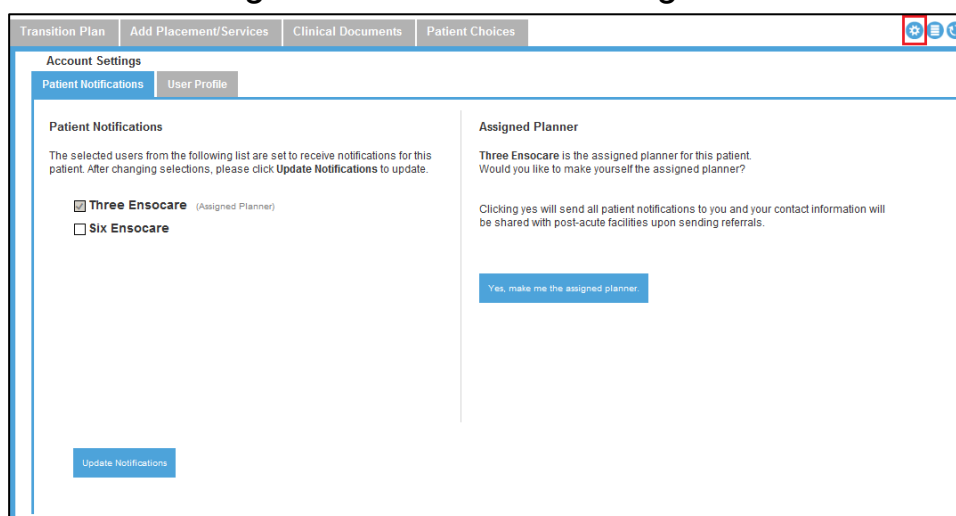 Transition Plan Add Placement/Services Clinical Documents Patient Choices
Account Settings
Patient Notifications User Profile
Patient Notifications
The selected users from the following list are set to receive notifications for this
patient. After changing selections, please click Update Notifications to update.
Three Ensocare (Assigned Planner)
Six Ensocare
Update Notifications
Assigned Planner
Three Ensocare is the assigned planner for this patient.
Would you like to make yourself the assigned planner?
Clicking yes will send all patient notifications to you and your contact information will
be shared with post-acute facilities upon sending referrals.
Yes, make me the assigned planner.